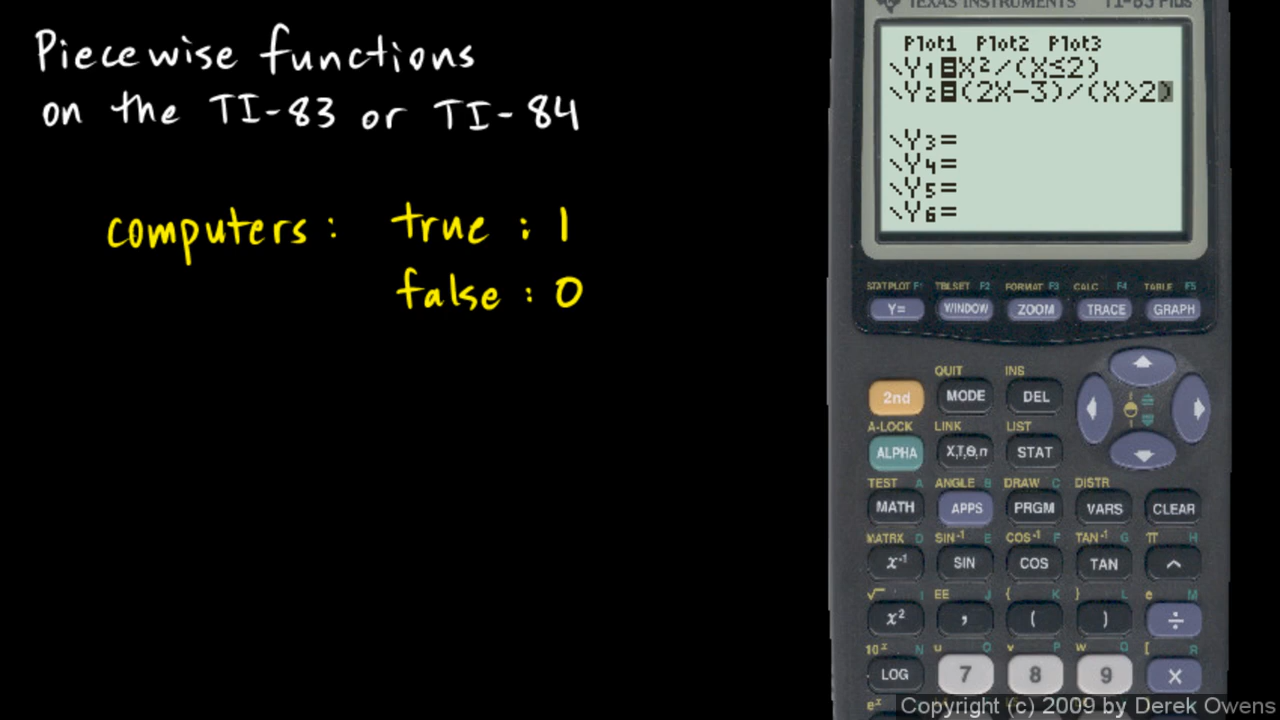 Piecewise functions
on the TI-83 or TI-84
computers: true : 1
false : 0
TEXAS INSTRUMENTS TI-83 Plus
Plot1 Plot2 Plot3
\Y1=X²/(X≤2)
\Y2=(2X-3)/(X>2)
\Y3=
\Y4=
\Y5=
\Y6=
STAT PLOT F1 TBLSET F2 FORMAT F3 CALC F4 TABLE F5
Y= WINDOW ZOOM TRACE GRAPH
QUIT INS
2nd MODE DEL
A-LOCK LINK LIST
ALPHA X,T,Θ,n STAT
TEST A ANGLE B DRAW C DISTR
MATH APPS PRGM VARS CLEAR
MATRX D SIN⁻¹ E COS⁻¹ F TAN⁻¹ G π H
x⁻¹ SIN COS TAN ^
√ I EE J { K } L e M
x² , ( ) ÷
10ˣ N u O v P w Q [ R
LOG 7 8 9 ×
eˣ
Copyright (c) 2009 by Derek Owens